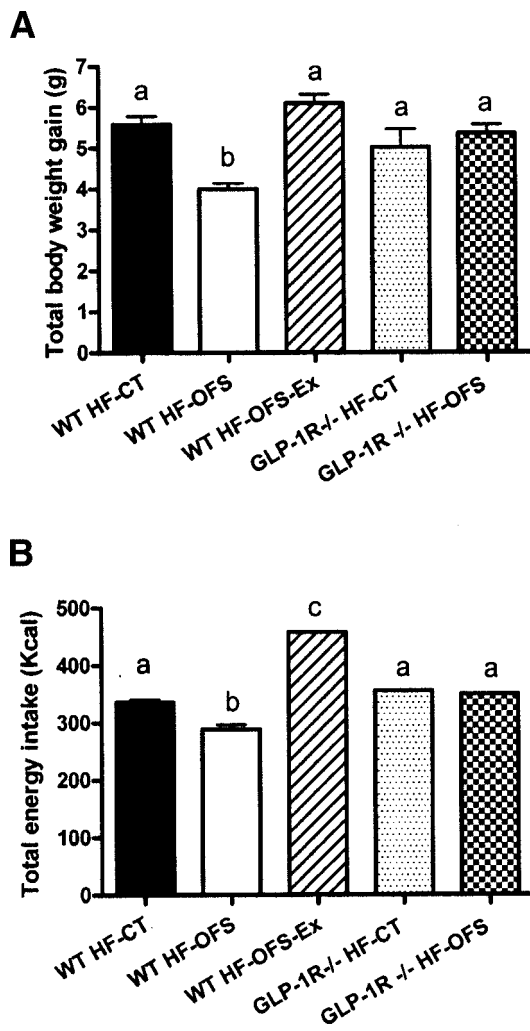 A
Total body weight gain (g)
7
6
5
4
3
2
1
0
a
b
a
a
a
WT HF-CT
WT HF-OFS
WT HF-OFS-Ex
GLP-1R-/- HF-CT
GLP-1R -/- HF-OFS
B
Total energy intake (Kcal)
500
400
300
200
100
0
a
b
c
a
a
WT HF-CT
WT HF-OFS
WT HF-OFS-Ex
GLP-1R-/- HF-CT
GLP-1R -/- HF-OFS